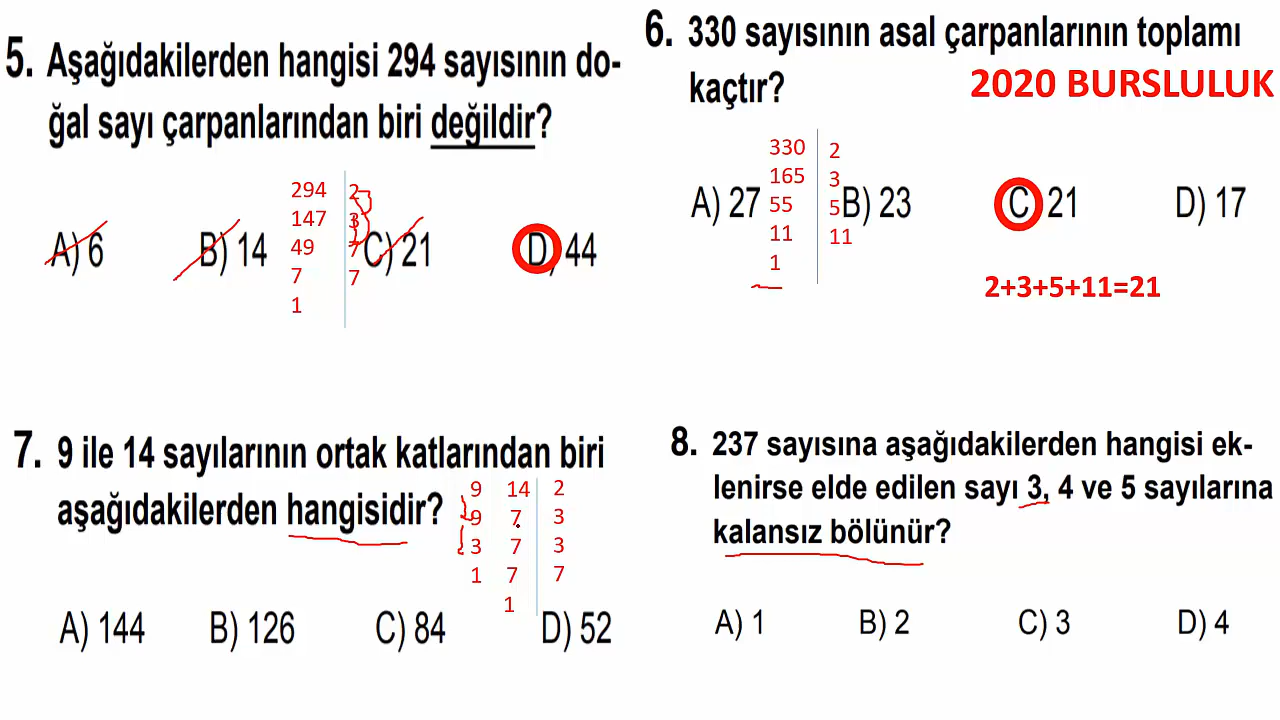 5. Aşağıdakilerden hangisi 294 sayısının do-
ğal sayı çarpanlarından biri değildir?
294 2
147 3
49 7
7 7
1
A) 6 B) 14 C) 21 D) 44
6. 330 sayısının asal çarpanlarının toplamı
kaçtır?
2020 BURSLULUK
330 2
165 3
55 5
11 11
1
A) 27 B) 23 C 21 D) 17
2+3+5+11=21
7. 9 ile 14 sayılarının ortak katlarından biri
aşağıdakilerden hangisidir?
9 14 2
9 7 3
3 7 3
1 7 7
1
A) 144 B) 126 C) 84 D) 52
8. 237 sayısına aşağıdakilerden hangisi ek-
lenirse elde edilen sayı 3, 4 ve 5 sayılarına
kalansız bölünür?
A) 1 B) 2 C) 3 D) 4